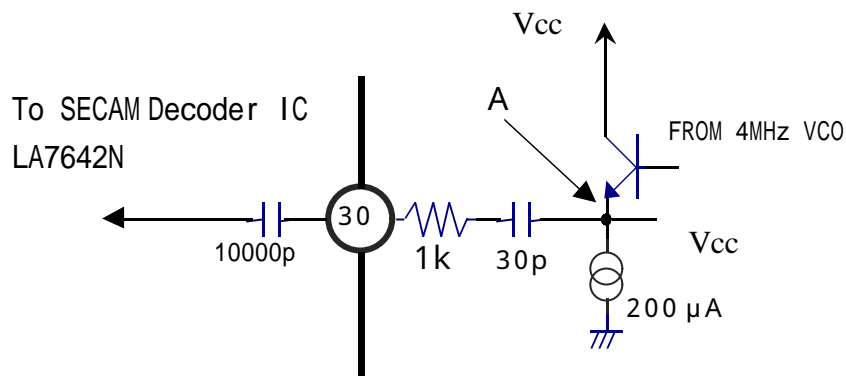 Vcc
To SECAM Decoder IC
LA7642N
A
FROM 4MHz VCO
30
10000p
1k
30p
Vcc
200 µA